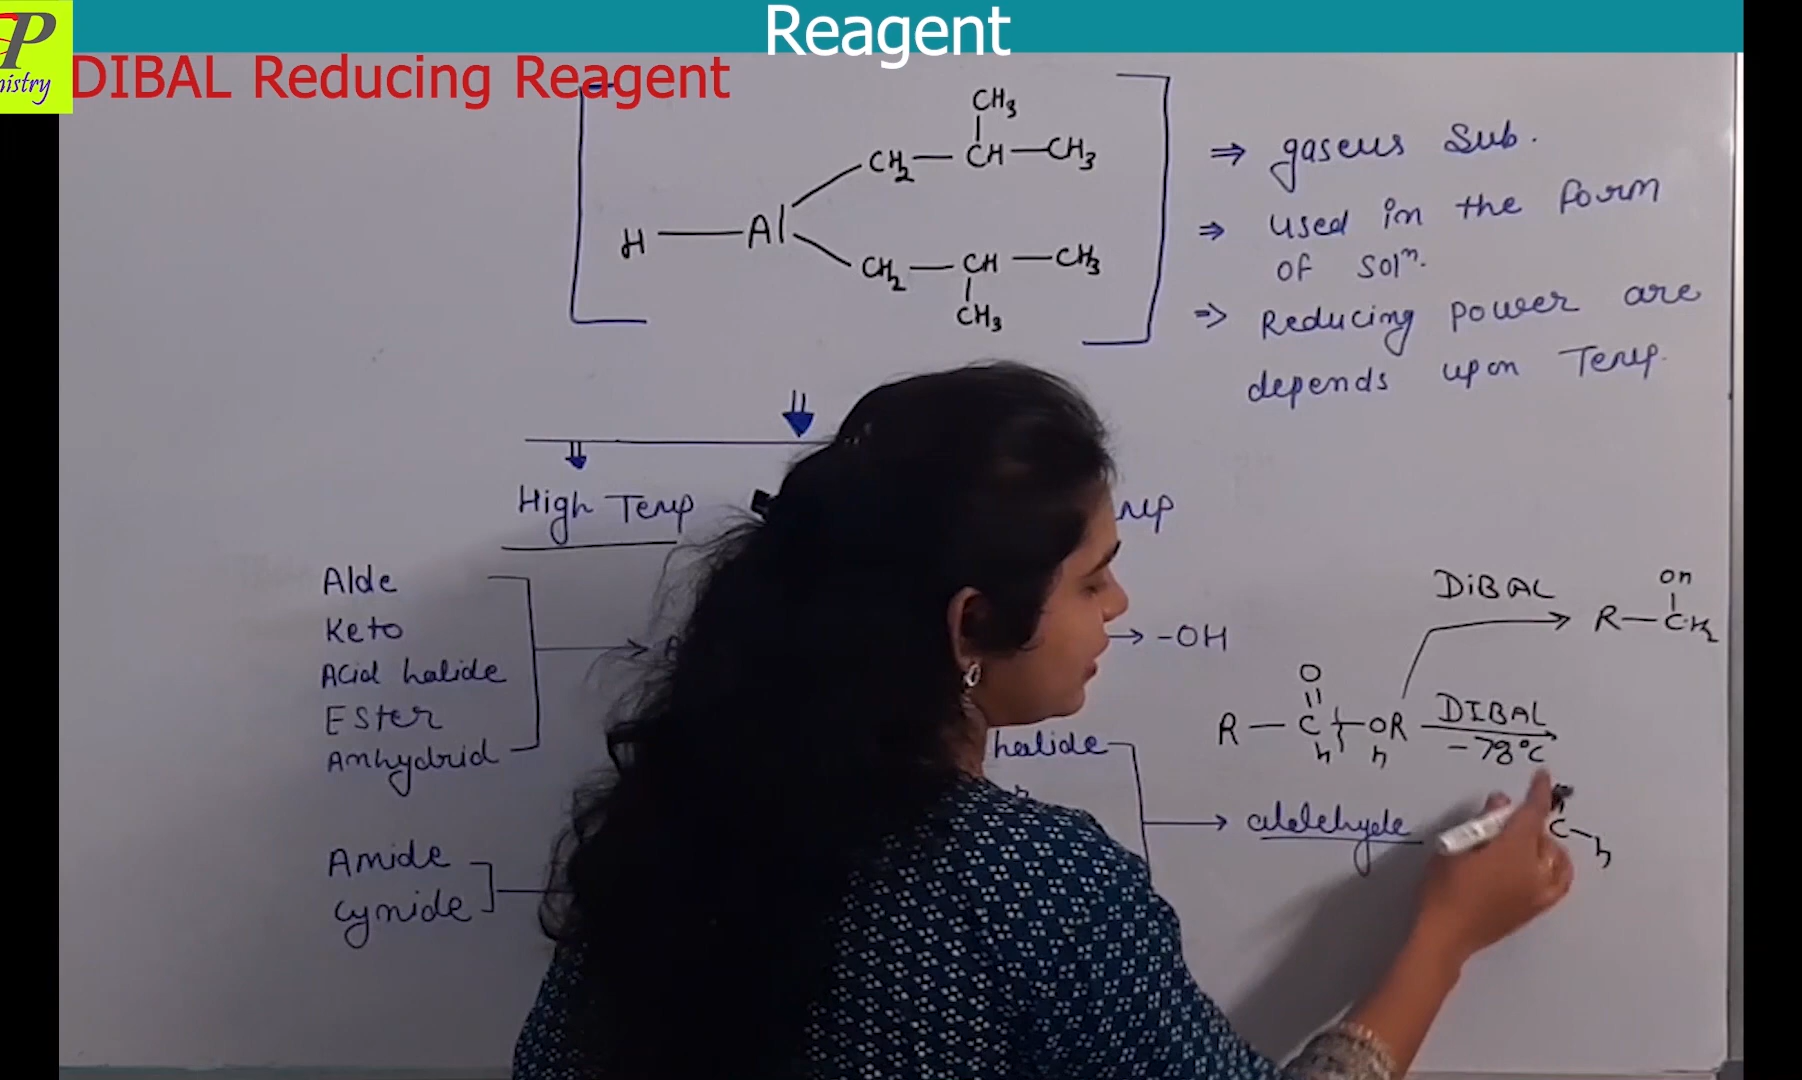 Reagent
P
nistry
DIBAL Reducing Reagent
CH3
CH2 — CH — CH3
H — Al
CH2 — CH — CH3
CH3
⇒ gaseus sub.
⇒ used in the form
of solⁿ.
⇒ Reducing power are
depends upon Temp.
High Temp
Alde
Keto
Acid halide
Ester
Anhydrid
Amide
Cynide
→ -OH
halide
→ aldehyde
DiBAL
OH
R — CH2
O
R — C — OR
h h
DIBAL
-78°C
C — h